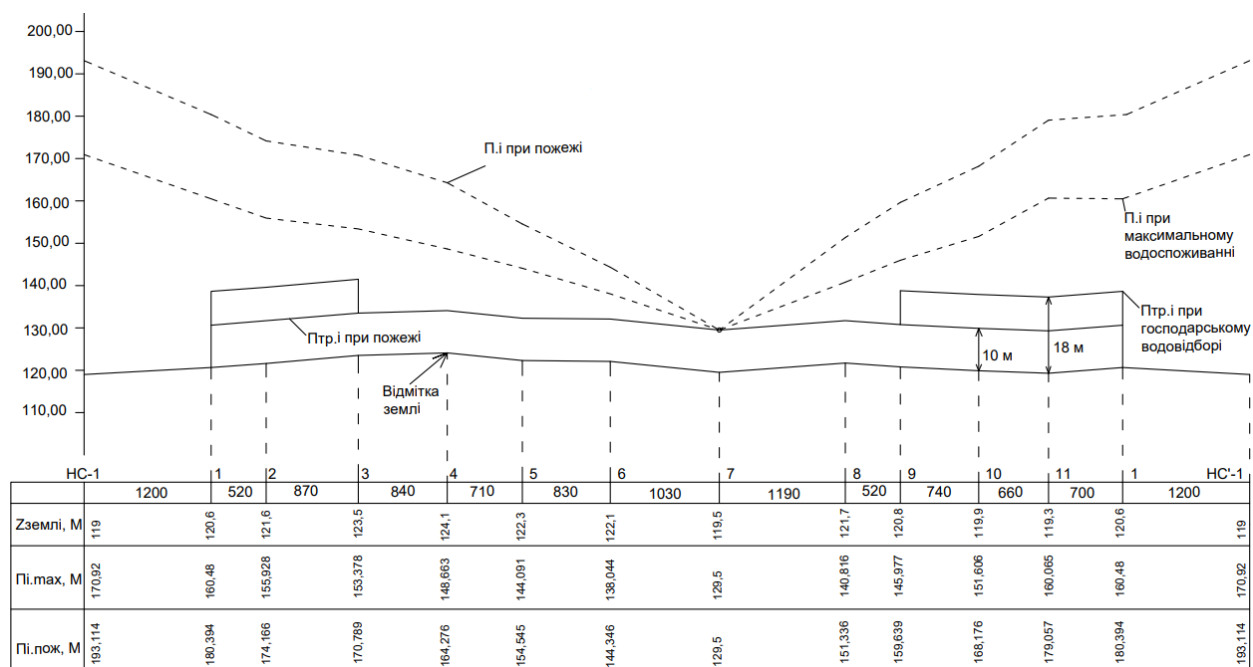 200,00
190,00
180,00
170,00
160,00
150,00
140,00
130,00
120,00
110,00
П.і при пожежі
П.і при
максимальному
водоспоживанні
Птр.і при пожежі
Птр.і при
господарському
водовідборі
10 м
18 м
Відмітка
землі
НС-1 1 2 3 4 5 6 7 8 9 10 11 1 НС'-1
1200 520 870 840 710 830 1030 1190 520 740 660 700 1200
Zземлі, М 119 120,6 121,6 123,5 124,1 122,3 122,1 119,5 121,7 120,8 119,9 119,3 120,6 119
Пі.max, М 170,92 160,48 155,928 153,378 148,663 144,091 138,044 129,5 140,816 145,977 151,606 160,065 160,48 170,92
Пі.пож, М 193,114 180,394 174,166 170,789 164,276 154,545 144,346 129,5 151,336 159,639 168,176 179,057 180,394 193,114